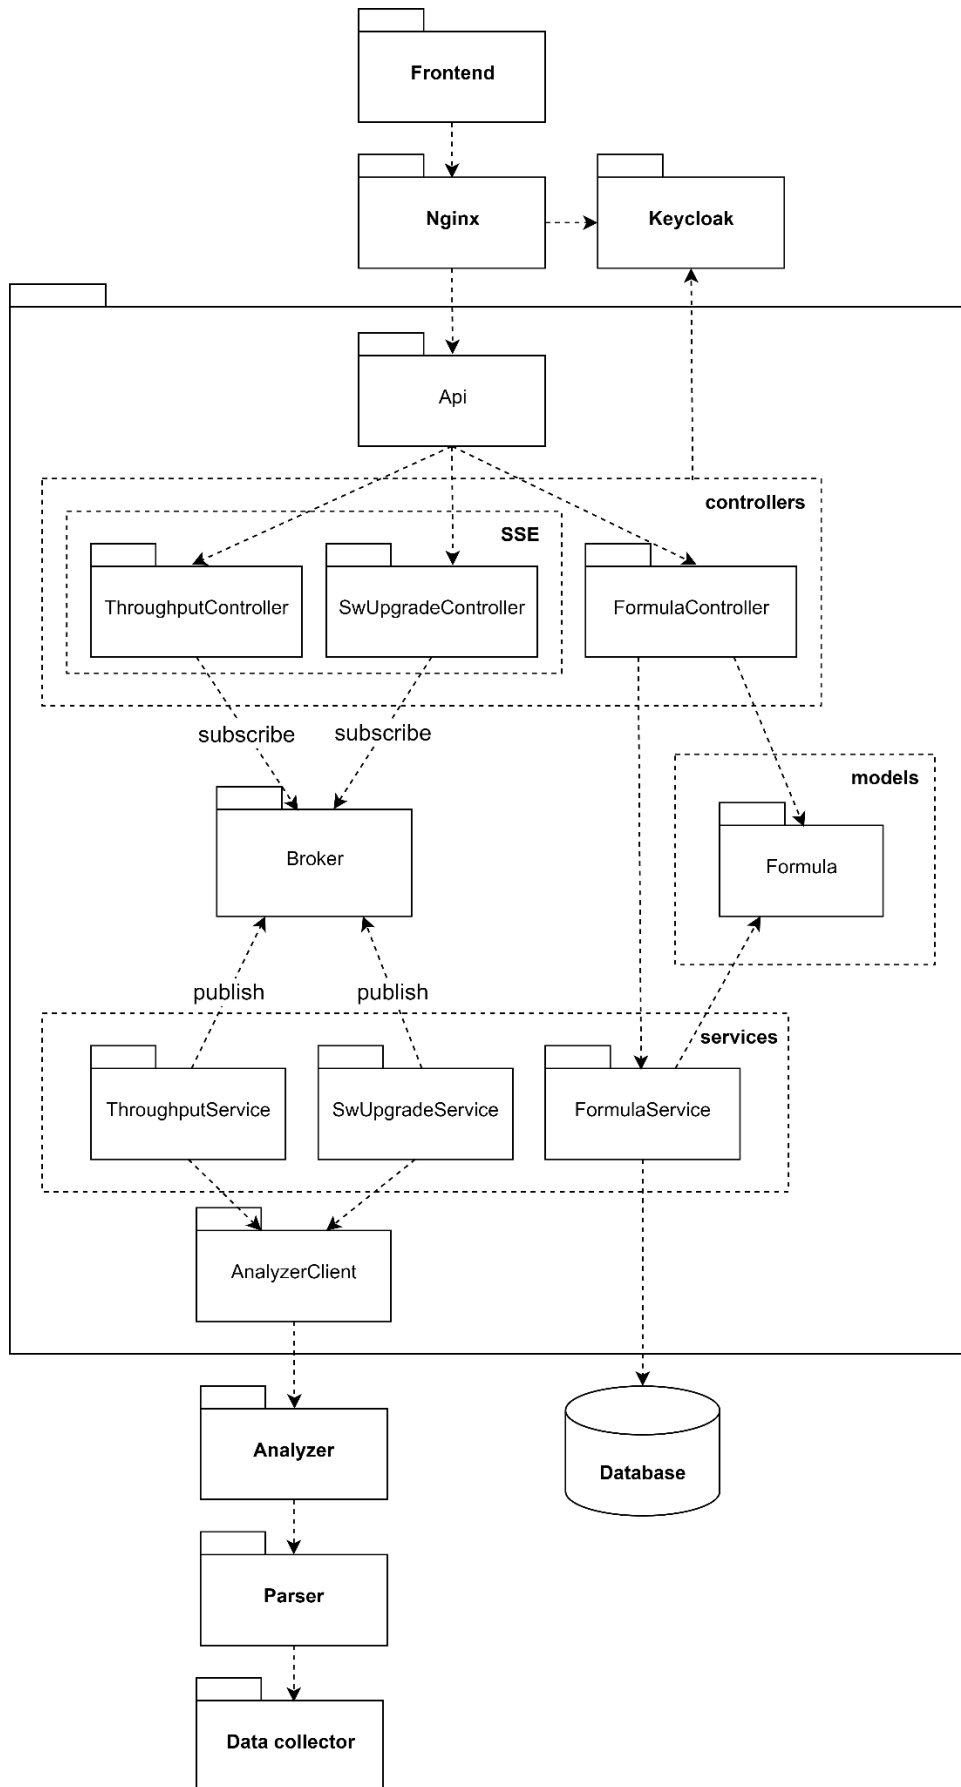 Frontend
Nginx
Keycloak
Api
controllers
SSE
ThroughputController
SwUpgradeController
FormulaController
subscribe
subscribe
models
Broker
Formula
publish
publish
services
ThroughputService
SwUpgradeService
FormulaService
AnalyzerClient
Analyzer
Database
Parser
Data collector